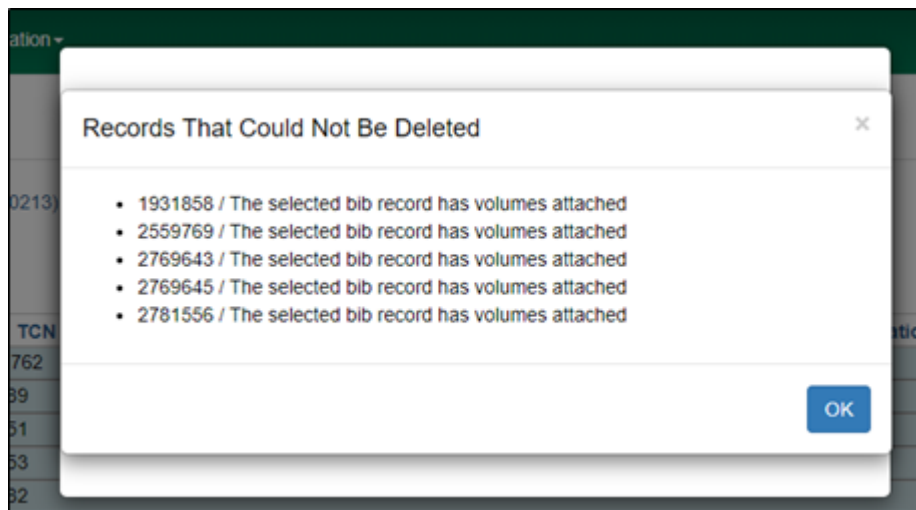 ation
Records That Could Not Be Deleted
×
0213)
• 1931858 / The selected bib record has volumes attached
• 2559769 / The selected bib record has volumes attached
• 2769643 / The selected bib record has volumes attached
• 2769645 / The selected bib record has volumes attached
• 2781556 / The selected bib record has volumes attached
TCN
atio
762
39
OK
51
53
32